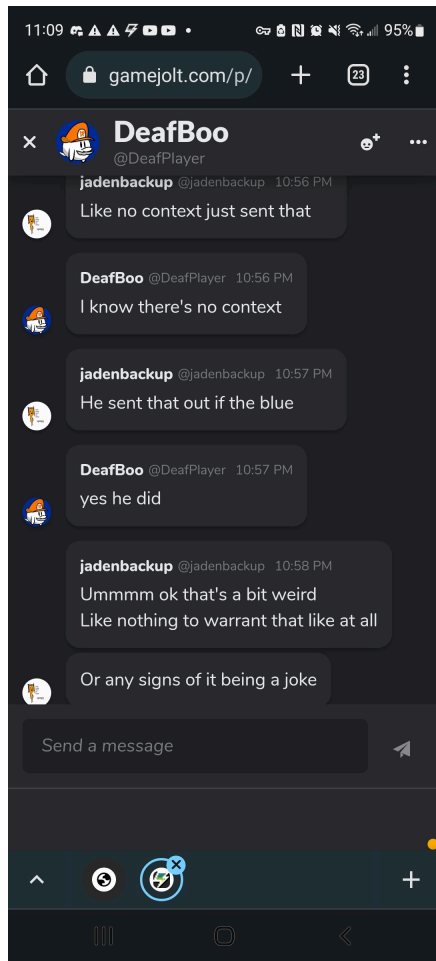 11:09 95%
gamejolt.com/p/ 23
DeafBoo
@DeafPlayer
jadenbackup @jadenbackup 10:56 PM
Like no context just sent that
DeafBoo @DeafPlayer 10:56 PM
I know there's no context
jadenbackup @jadenbackup 10:57 PM
He sent that out if the blue
DeafBoo @DeafPlayer 10:57 PM
yes he did
jadenbackup @jadenbackup 10:58 PM
Ummmm ok that's a bit weird
Like nothing to warrant that like at all
Or any signs of it being a joke
Send a message